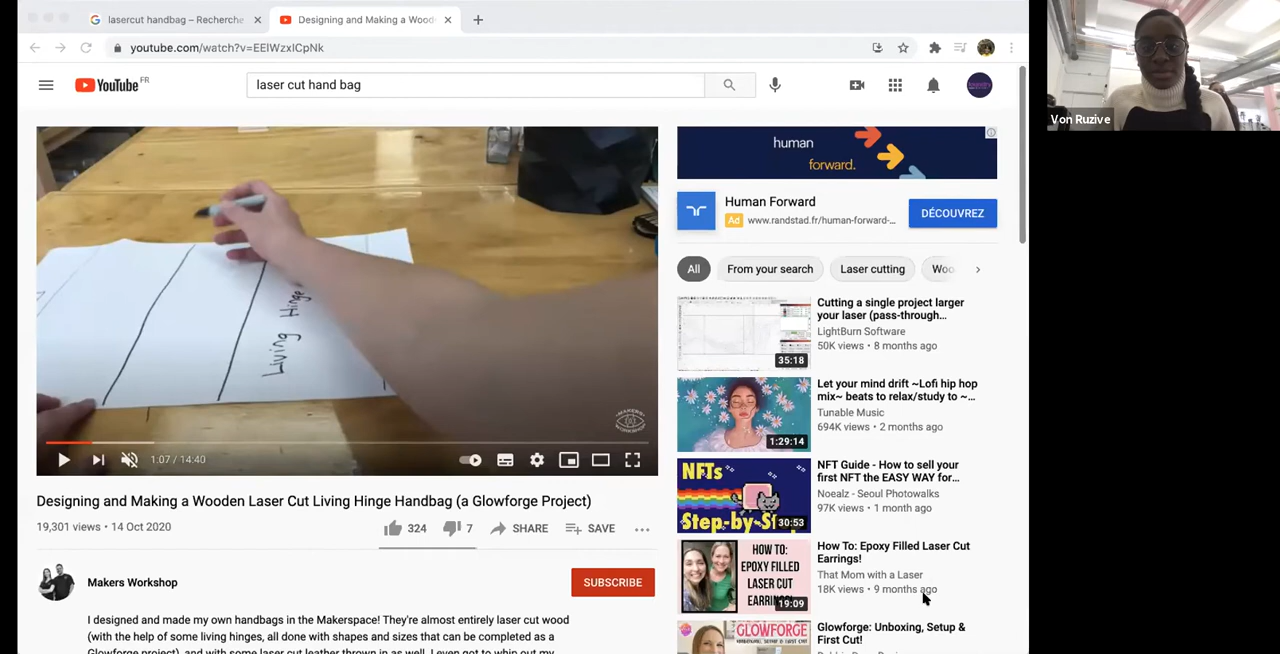 lasercut handbag – Recherche
Designing and Making a Wood
youtube.com/watch?v=EElWzxlCpNk
YouTube FR
laser cut hand bag
Von Ruzive
human
forward.
Human Forward
Ad www.randstad.fr/human-forward-...
DÉCOUVREZ
All
From your search
Laser cutting
Woo
Living Hinge
MAKERS
WORKSHOP
1:07 / 14:40
Cutting a single project larger
your laser (pass-through...
LightBurn Software
50K views • 8 months ago
35:18
Let your mind drift ~Lofi hip hop
mix~ beats to relax/study to ~...
Tunable Music
694K views • 2 months ago
1:29:14
NFTs
Step-by-St
30:53
NFT Guide - How to sell your
first NFT the EASY WAY for...
Noealz - Seoul Photowalks
97K views • 1 month ago
HOW TO:
EPOXY FILLED
LASER CUT
EARRING
19:09
How To: Epoxy Filled Laser Cut
Earrings!
That Mom with a Laser
18K views • 9 months ago
GLOWFORGE
Glowforge: Unboxing, Setup &
First Cut!
Designing and Making a Wooden Laser Cut Living Hinge Handbag (a Glowforge Project)
19,301 views • 14 Oct 2020
324
7
SHARE
SAVE
Makers Workshop
SUBSCRIBE
I designed and made my own handbags in the Makerspace! They're almost entirely laser cut wood
(with the help of some living hinges, all done with shapes and sizes that can be completed as a
Glowforge project), and with some laser cut leather thrown in as well. I even got to whip out my